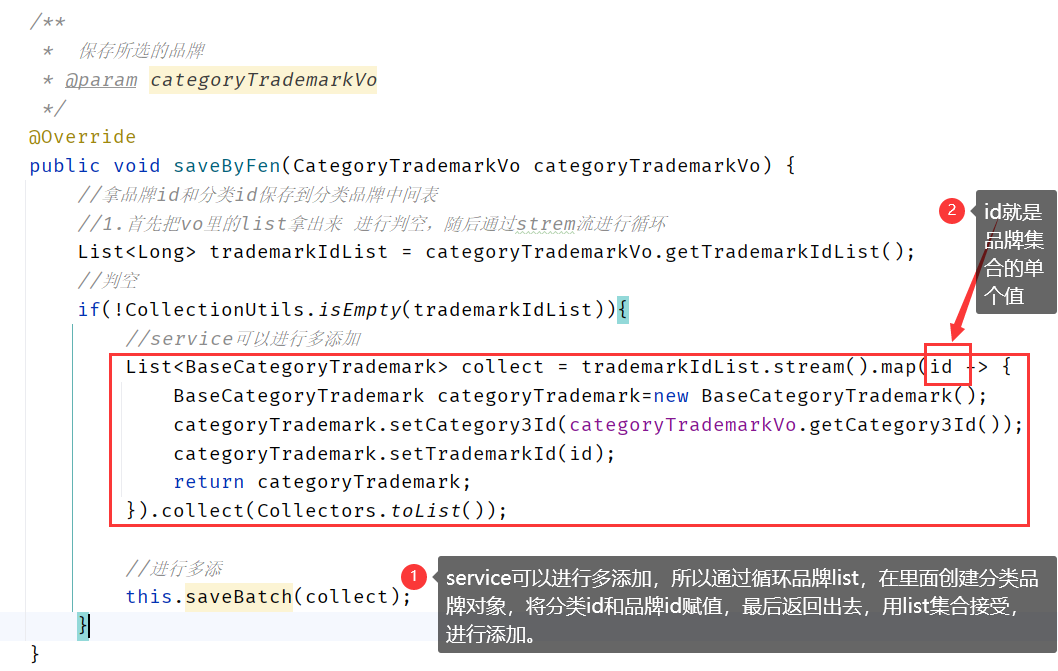 /**
 *  保存所选的品牌
 * @param categoryTrademarkVo
 */
@Override
public void saveByFen(CategoryTrademarkVo categoryTrademarkVo) {
    //拿品牌id和分类id保存到分类品牌中间表
    //1.首先把vo里的list拿出来 进行判空，随后通过strem流进行循环
    List<Long> trademarkIdList = categoryTrademarkVo.getTrademarkIdList();
    //判空
    if(!CollectionUtils.isEmpty(trademarkIdList)){
        //service可以进行多添加
        List<BaseCategoryTrademark> collect = trademarkIdList.stream().map(id -> {
            BaseCategoryTrademark categoryTrademark=new BaseCategoryTrademark();
            categoryTrademark.setCategory3Id(categoryTrademarkVo.getCategory3Id());
            categoryTrademark.setTrademarkId(id);
            return categoryTrademark;
        }).collect(Collectors.toList());
        //进行多添
        this.saveBatch(collect);
    }
}
2
id就是
品牌集
合的单
个值
1
service可以进行多添加，所以通过循环品牌list，在里面创建分类品
牌对象，将分类id和品牌id赋值，最后返回出去，用list集合接受，
进行添加。